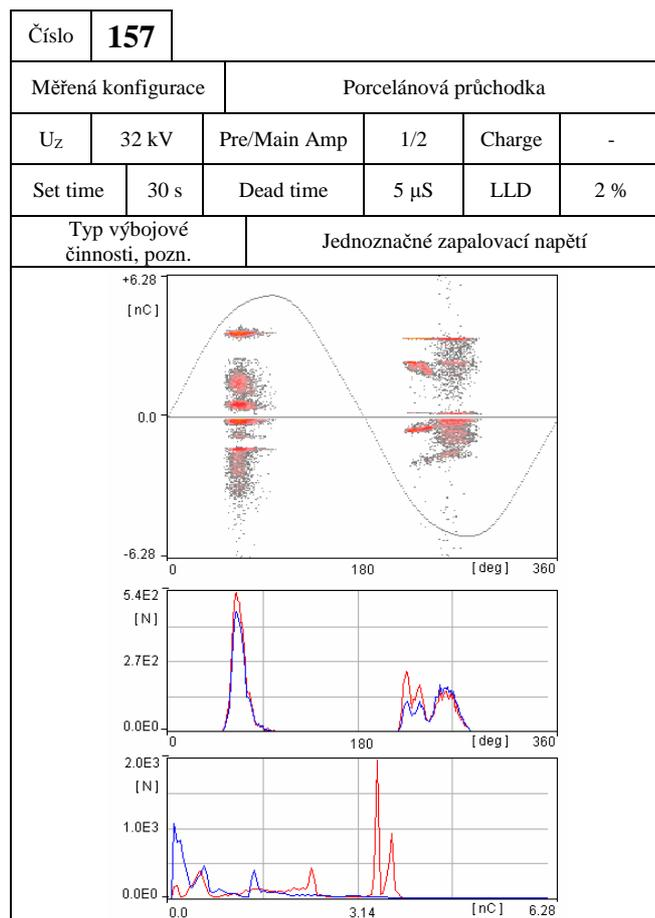 Číslo 157
Měřená konfigurace Porcelánová průchodka
UZ 32 kV Pre/Main Amp 1/2 Charge -
Set time 30 s Dead time 5 μS LLD 2 %
Typ výbojové
činnosti, pozn. Jednoznačné zapalovací napětí
+6.28
[nC]
0.0
-6.28
0 180 [deg] 360
5.4E2
[N]
2.7E2
0.0E0
0 180 [deg] 360
2.0E3
[N]
1.0E3
0.0E0
0.0 3.14 [nC] 6.28